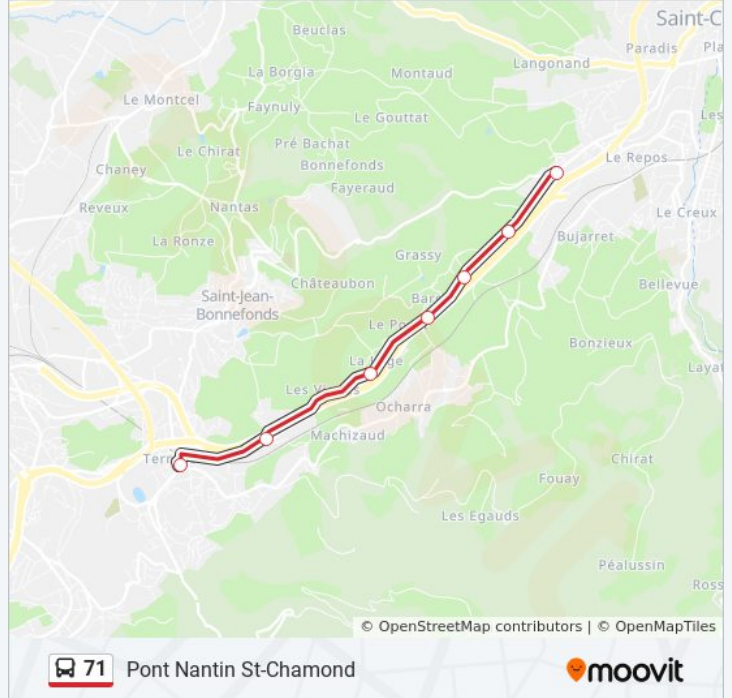 Beuclas
Saint-C
Paradis
Pla
Langonand
La Borgia
Montaud
Le Montcel
Faynuly
Les
Le Gouttat
Pré Bachat
Le Chirat
Bonnefonds
Le Repos
Chaney
Fayeraud
Reveux
Nantas
Le Creux
La Ronze
Bujarret
Grassy
Châteaubon
Bellevue
Saint-Jean-
Bonnefonds
Bar
Le Po
Bonzieux
La
ge
Layat
Les V
s
Ocharra
Machizaud
Terr
Chirat
Fouay
Les Egauds
Péalussin
Ross
© OpenStreetMap contributors | © OpenMapTiles
71 Pont Nantin St-Chamond
moovit